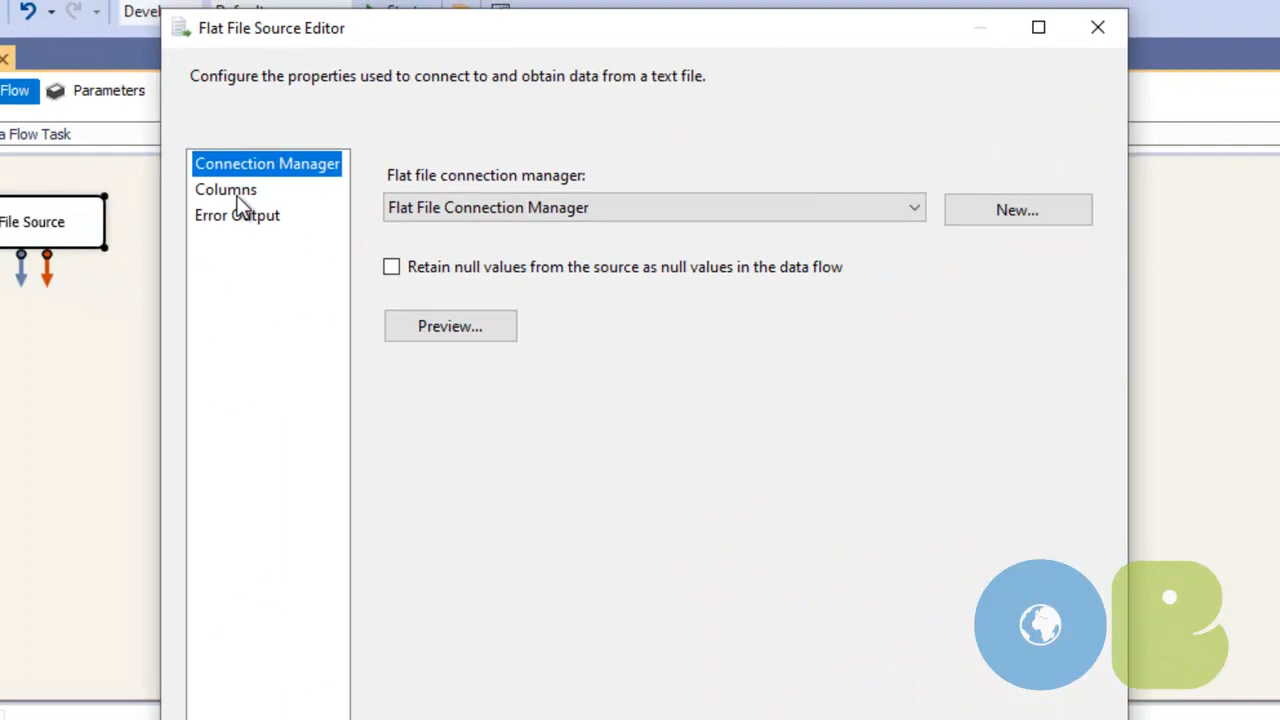 Flat File Source Editor
Configure the properties used to connect to and obtain data from a text file.
Flow
Parameters
a Flow Task
Connection Manager
Columns
Error Output
Flat file connection manager:
Flat File Connection Manager
New...
File Source
Retain null values from the source as null values in the data flow
Preview...
B